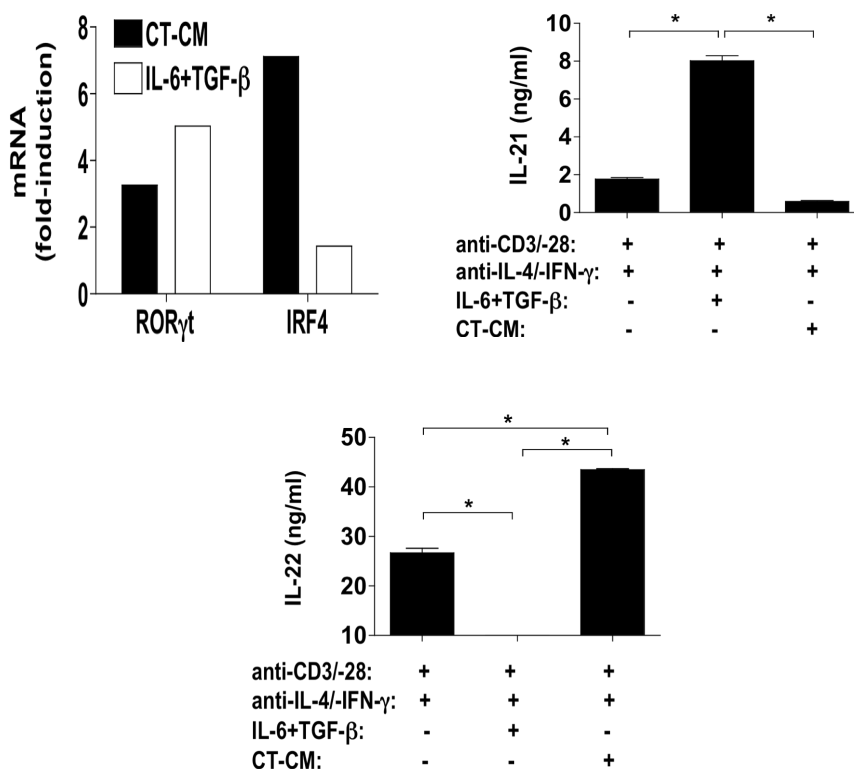 mRNA
(fold-induction)
8
6
4
2
0
CT-CM
IL-6+TGF-β
RORγt IRF4
IL-21 (ng/ml)
10
8
6
4
2
0
* *
anti-CD3/-28: + + +
anti-IL-4/-IFN-γ: + + +
IL-6+TGF-β: - + -
CT-CM: - - +
IL-22 (ng/ml)
50
40
30
20
10
*
*
*
anti-CD3/-28: + + +
anti-IL-4/-IFN-γ: + + +
IL-6+TGF-β: - + -
CT-CM: - - +